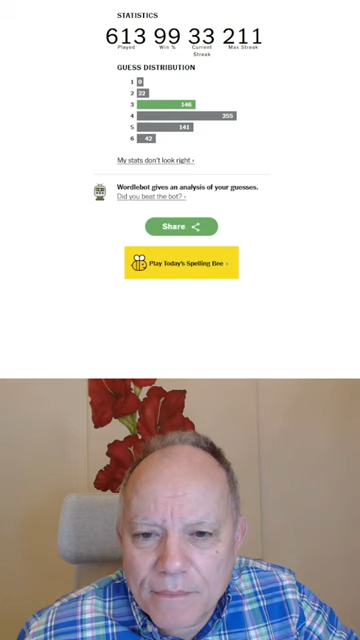 STATISTICS
613 99 33 211
Played Win % Current Streak Max Streak
GUESS DISTRIBUTION
1 0
2 22
3 146
4 255
5 141
6 42
My stats don't look right ›
Wordlebot gives an analysis of your guesses.
Did you beat the bot? ›
Share
Play Today's Spelling Bee ›